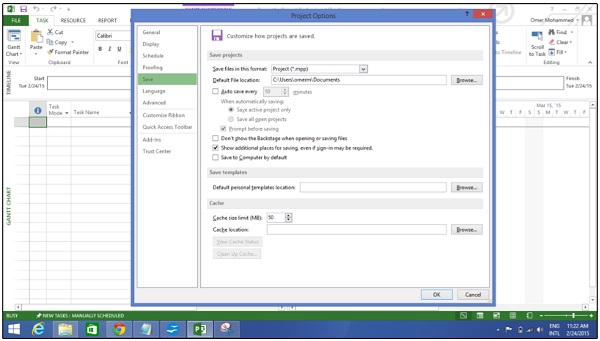 Project Options
FILE
TASK
RESOURCE
REPORT
Omer Mohammed
Gantt Chart
Paste
Cut
Copy
Format Painter
Calibri
B I U
Scroll to Task
Find
Clear
Fill
View
Clipboard
Timeline
Editing
TIMELINE
Start
Tue 2/24/15
Finish
Tue 2/24/15
Task Mode
Task Name
Mar 15, '15
W T F S S M T W T F S
GANTT CHART
General
Display
Schedule
Proofing
Save
Language
Advanced
Customize Ribbon
Quick Access Toolbar
Add-Ins
Trust Center
Customize how projects are saved.
Save projects
Save files in this format: Project (*.mpp)
Default File location: C:\Users\omerm\Documents Browse...
Auto save every 10 minutes
When automatically saving:
Save active project only
Save all open projects
Prompt before saving
Don't show the Backstage when opening or saving files
Show additional places for saving, even if sign-in may be required.
Save to Computer by default
Save templates
Default personal templates location: Browse...
Cache
Cache size limit (MB): 50
Cache location: Browse...
View Cache Status
Clean Up Cache...
OK Cancel
BUSY NEW TASKS : MANUALLY SCHEDULED
ENG 11:22 AM
INTL 2/24/2015